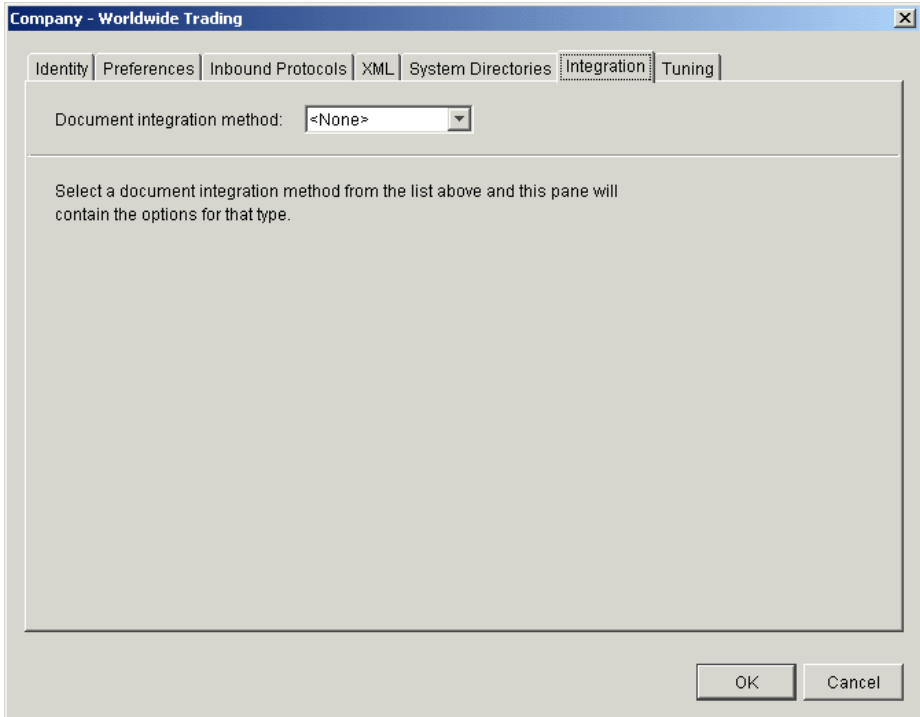 Company - Worldwide Trading
Identity Preferences Inbound Protocols XML System Directories Integration Tuning
Document integration method: <None>
Select a document integration method from the list above and this pane will
contain the options for that type.
OK Cancel